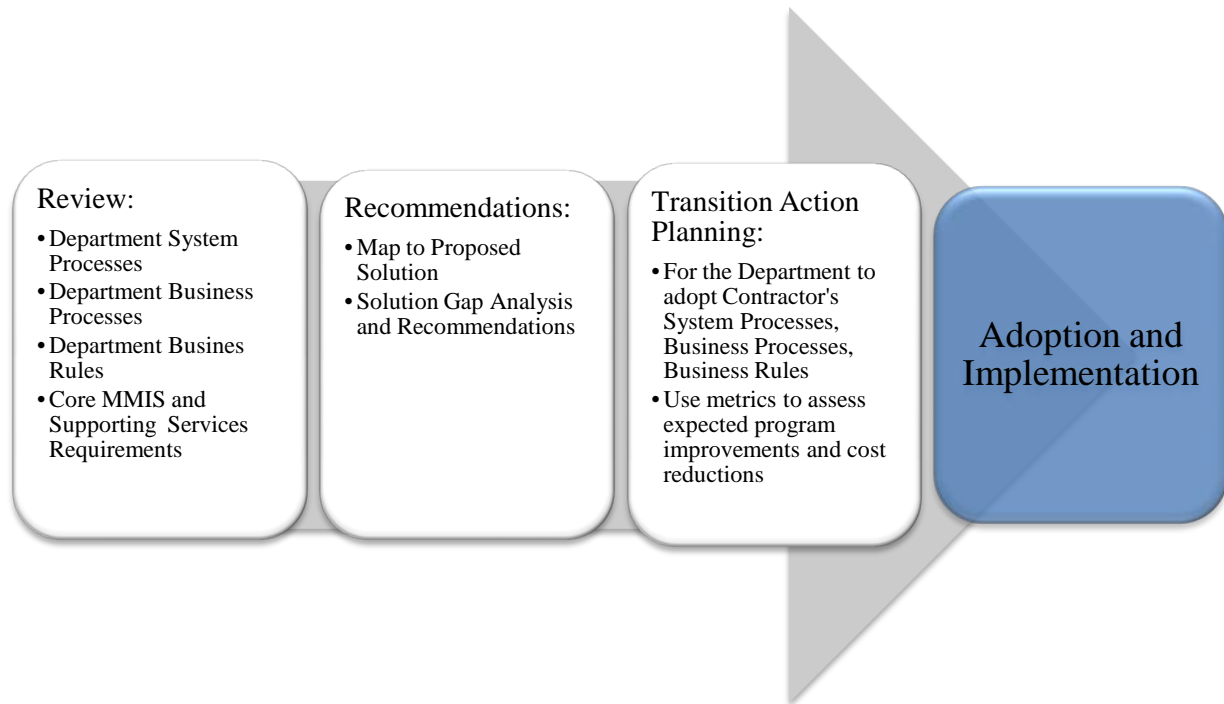 Review:
•Department System
Processes
•Department Business
Processes
•Department Busines
Rules
•Core MMIS and
Supporting Services
Requirements
Recommendations:
•Map to Proposed
Solution
•Solution Gap Analysis
and Recommendations
Transition Action
Planning:
•For the Department to
adopt Contractor's
System Processes,
Business Processes,
Business Rules
•Use metrics to assess
expected program
improvements and cost
reductions
Adoption and
Implementation